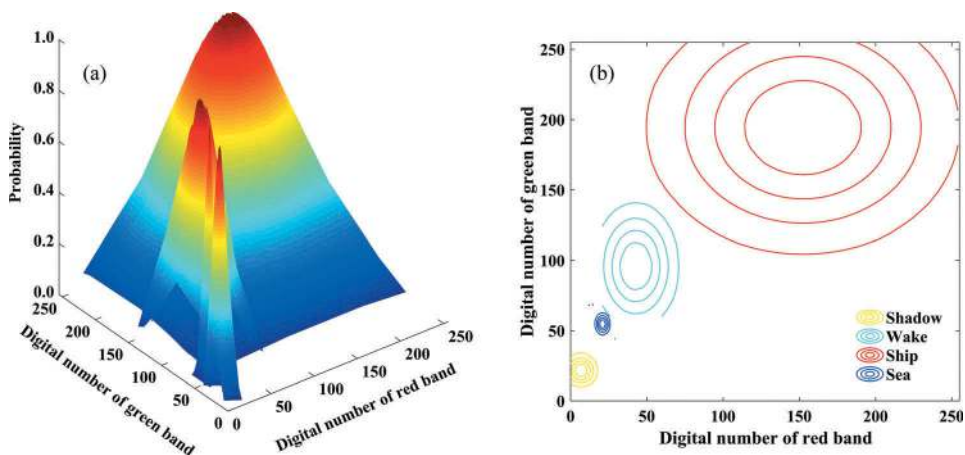 (a)
Probability
1.0
0.8
0.6
0.4
0.2
0.0
250
200
150
100
50
0
Digital number of green band
0
50
100
150
200
250
Digital number of red band
(b)
Digital number of green band
250
200
150
100
50
0
Shadow
Wake
Ship
Sea
0
50
100
150
200
250
Digital number of red band